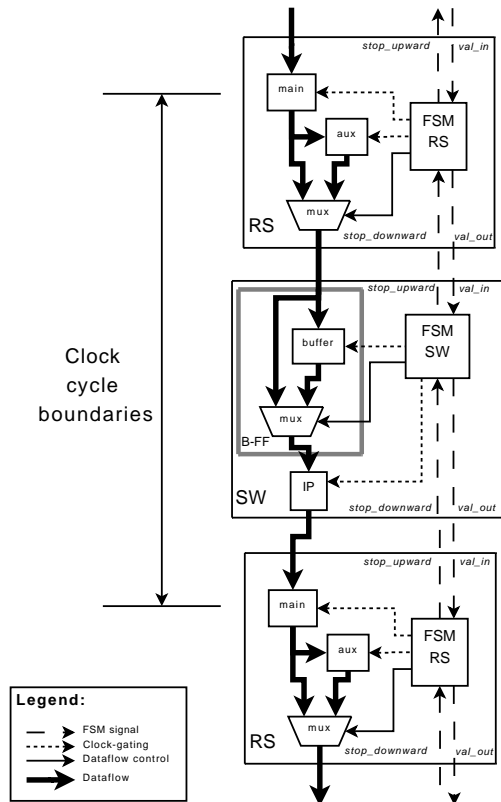 stop_upward
val_in
main
FSM
RS
aux
mux
RS
stop_downward
val_out
stop_upward
val_in
Clock
cycle
boundaries
buffer
FSM
SW
mux
B-FF
IP
SW
stop_downward
val_out
stop_upward
val_in
main
FSM
RS
aux
mux
RS
stop_downward
val_out
Legend:
FSM signal
Clock-gating
Dataflow control
Dataflow